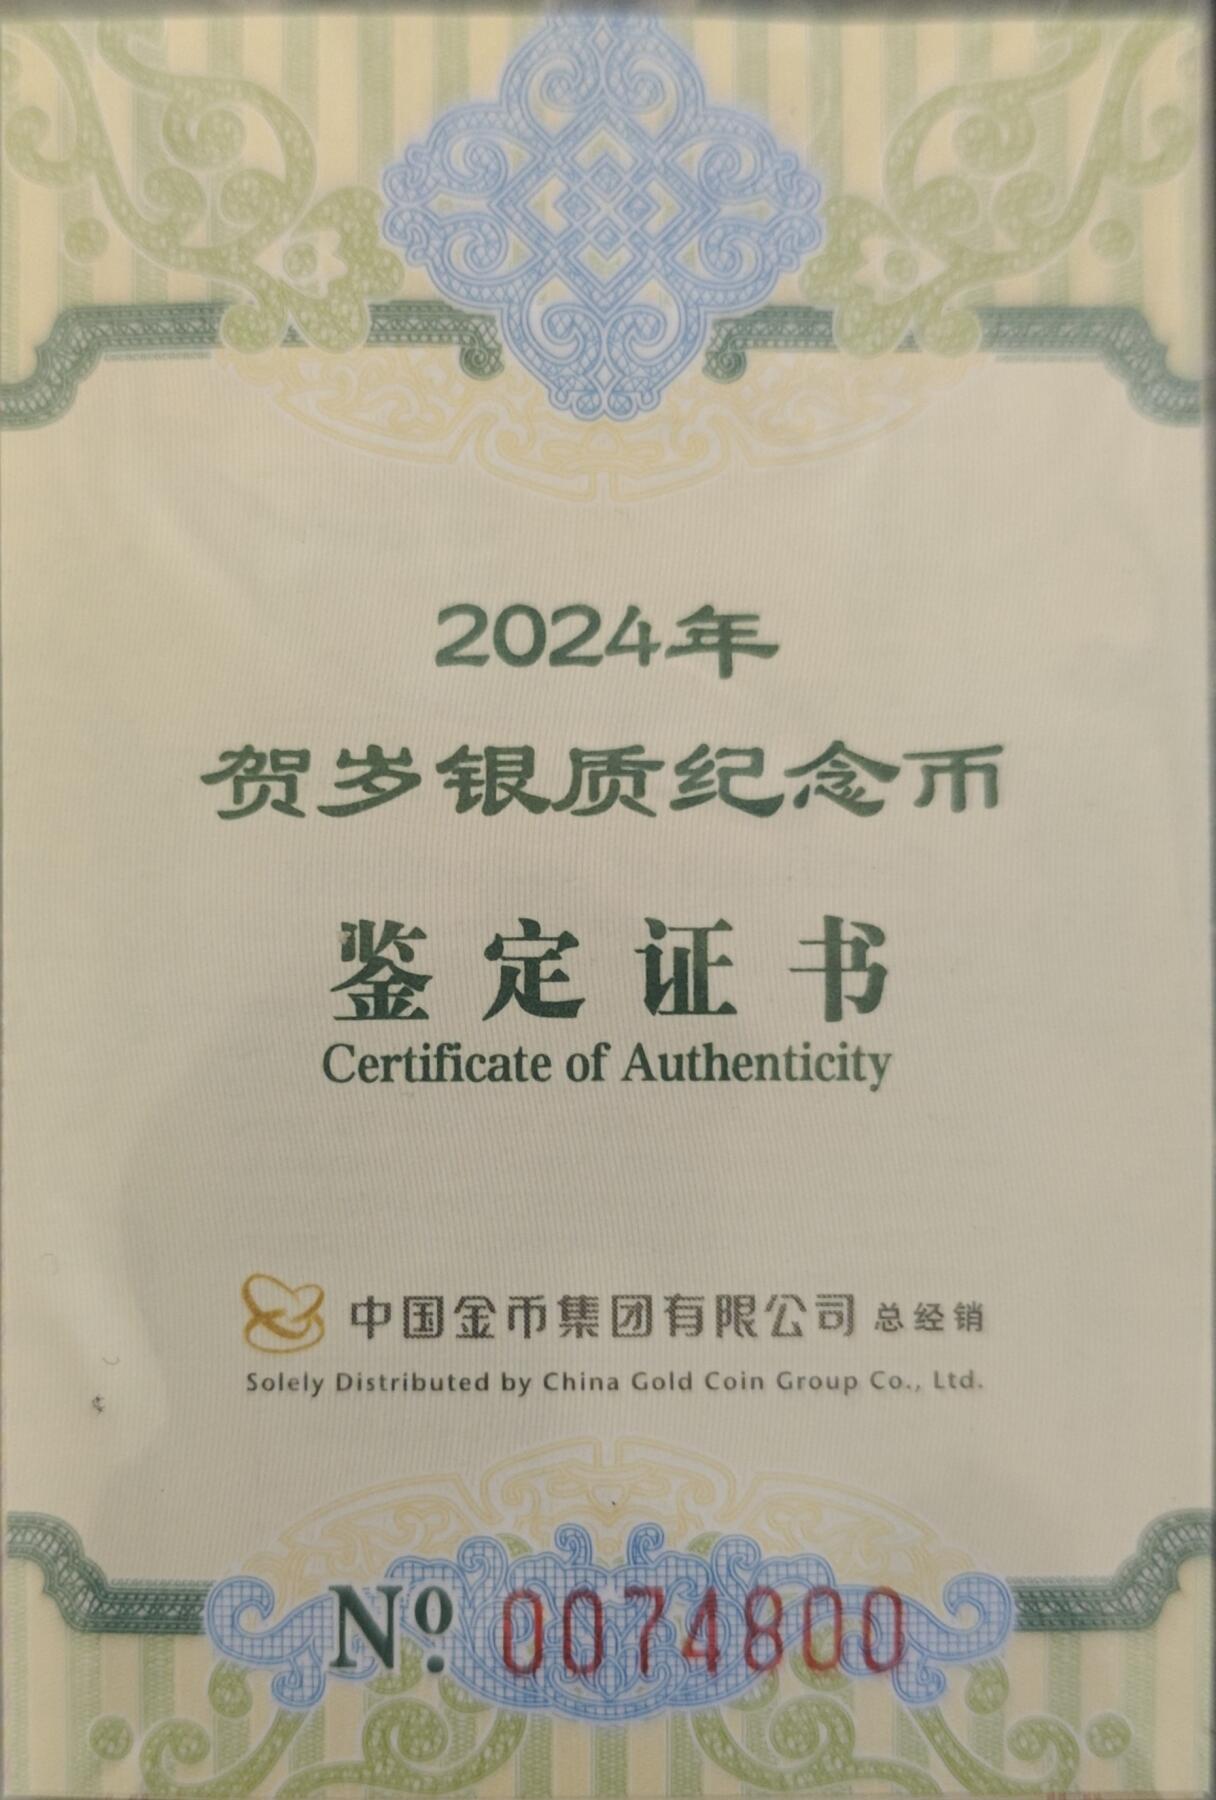 2024年
贺岁银质纪念币
鉴定证书
Certificate of Authenticity
中国金币集团有限公司 总经销
Solely Distributed by China Gold Coin Group Co., Ltd.
Nº. 0074800